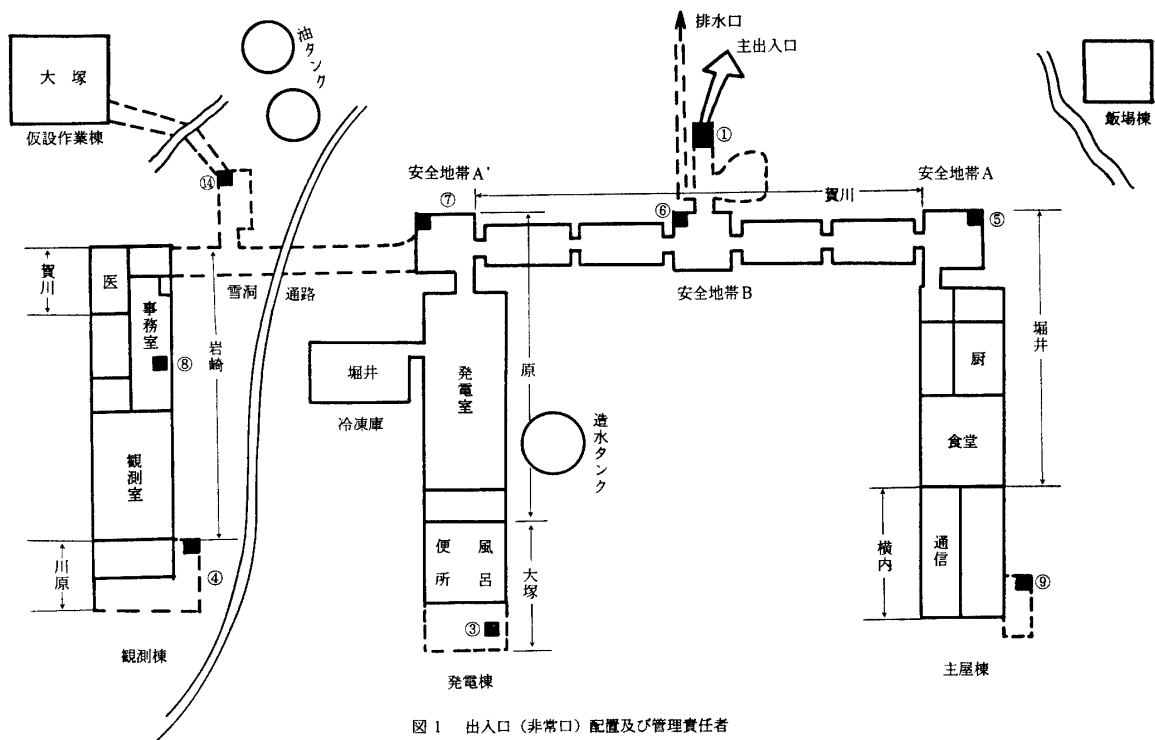 排水口
主出入口
油タンク
大塚
仮設作業棟
飯場棟
①
⑭
安全地帯A'
賀川
安全地帯A
⑦
⑥
⑤
安全地帯B
賀川
医
事務室
⑧
雪洞
通路
岩崎
堀井
冷凍庫
発電室
原
造水タンク
堀井
厨
食堂
観測室
川原
④
便所
風呂
大塚
③
横内
通信
⑨
観測棟
発電棟
主屋棟
図1 出入口(非常口)配置及び管理責任者